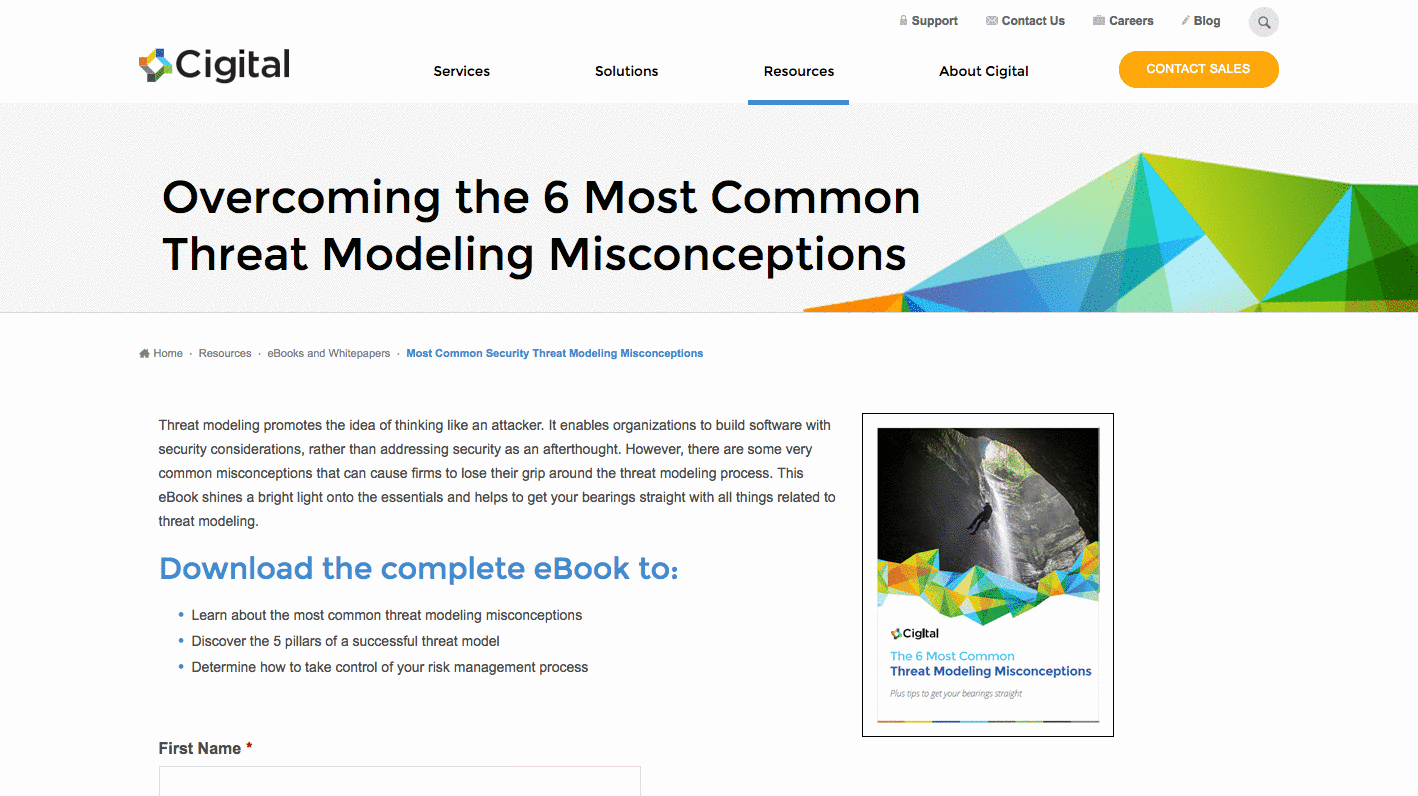 Support Contact Us Careers Blog
Cigital
Services Solutions Resources About Cigital CONTACT SALES
Overcoming the 6 Most Common
Threat Modeling Misconceptions
Home · Resources · eBooks and Whitepapers · Most Common Security Threat Modeling Misconceptions
Threat modeling promotes the idea of thinking like an attacker. It enables organizations to build software with
security considerations, rather than addressing security as an afterthought. However, there are some very
common misconceptions that can cause firms to lose their grip around the threat modeling process. This
eBook shines a bright light onto the essentials and helps to get your bearings straight with all things related to
threat modeling.
Download the complete eBook to:
• Learn about the most common threat modeling misconceptions
• Discover the 5 pillars of a successful threat model
• Determine how to take control of your risk management process
First Name *
Cigital
The 6 Most Common
Threat Modeling Misconceptions
Plus tips to get your bearings straight